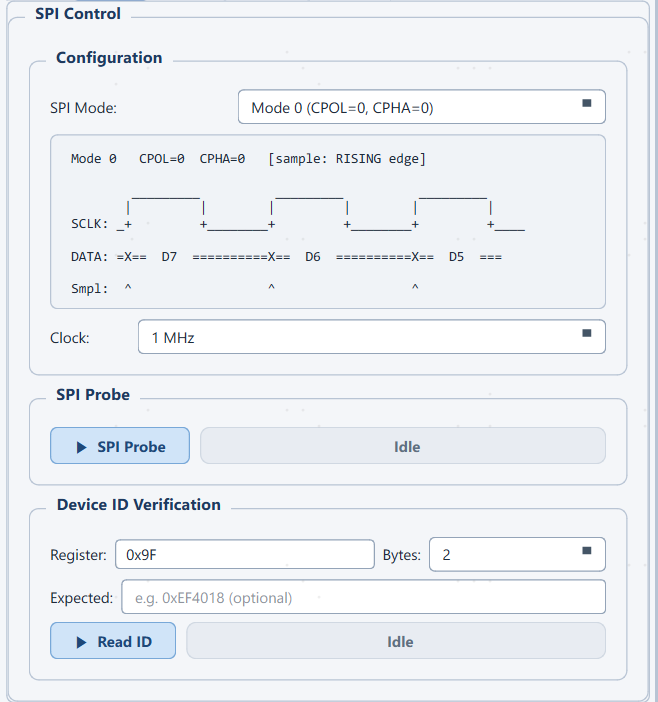 SPI Control
Configuration
SPI Mode: Mode 0 (CPOL=0, CPHA=0)
Mode 0   CPOL=0  CPHA=0   [sample: RISING edge]
        _________          _________          _________
       |         |        |         |        |         |
SCLK: _+         +________+         +________+         +____
DATA: =X==  D7  ==========X==  D6  ==========X==  D5  ===
Smpl:  ^                  ^                  ^
Clock: 1 MHz
SPI Probe
▶ SPI Probe Idle
Device ID Verification
Register: 0x9F Bytes: 2
Expected: e.g. 0xEF4018 (optional)
▶ Read ID Idle